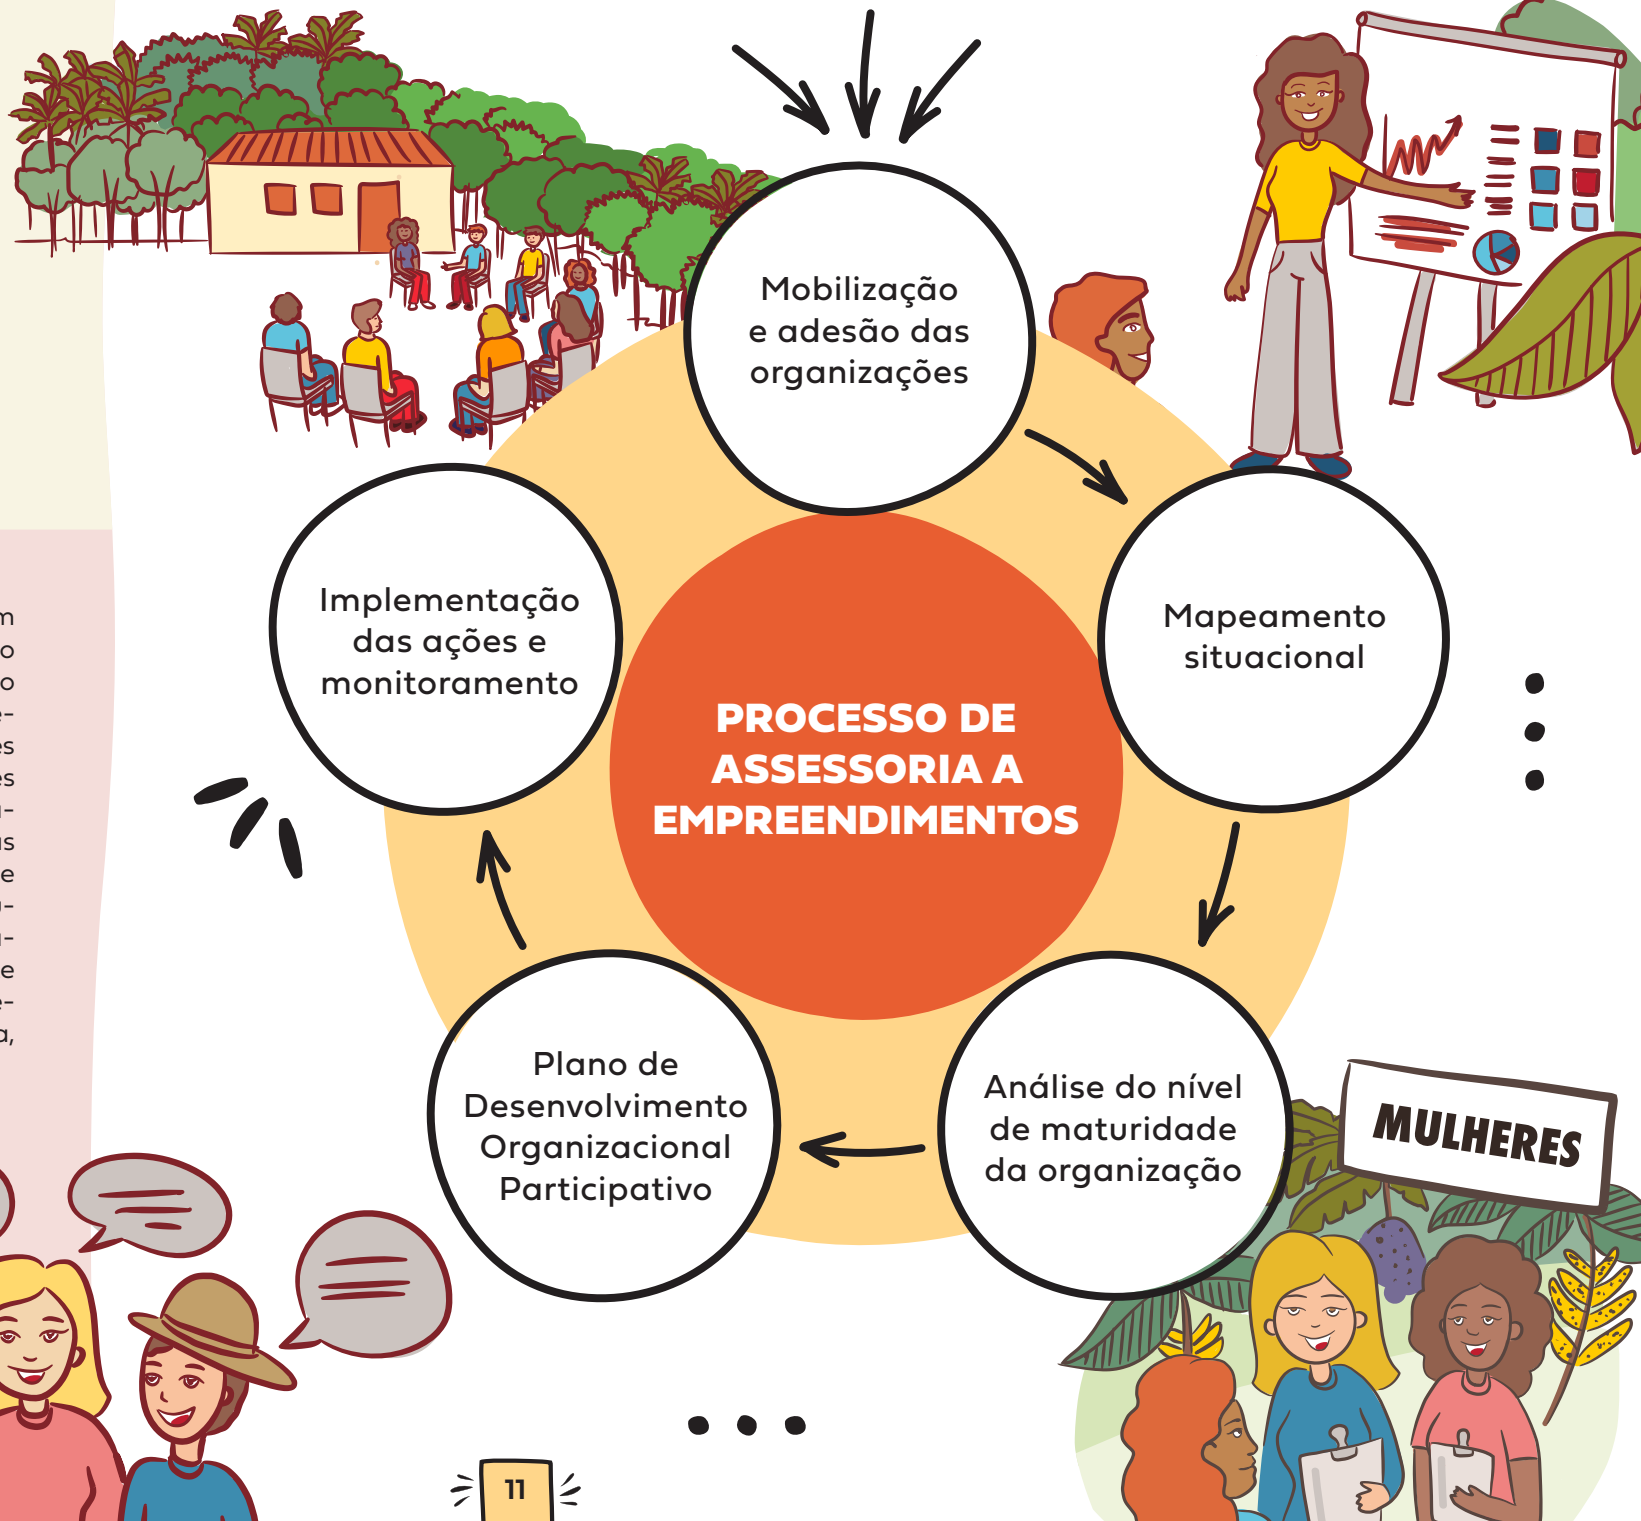 Mobilização
e adesão das
organizações
Mapeamento
situacional
Análise do nível
de maturidade
da organização
Plano de
Desenvolvimento
Organizacional
Participativo
Implementação
das ações e
monitoramento
PROCESSO DE
ASSESSORIA A
EMPREENDIMENTOS
MULHERES
11